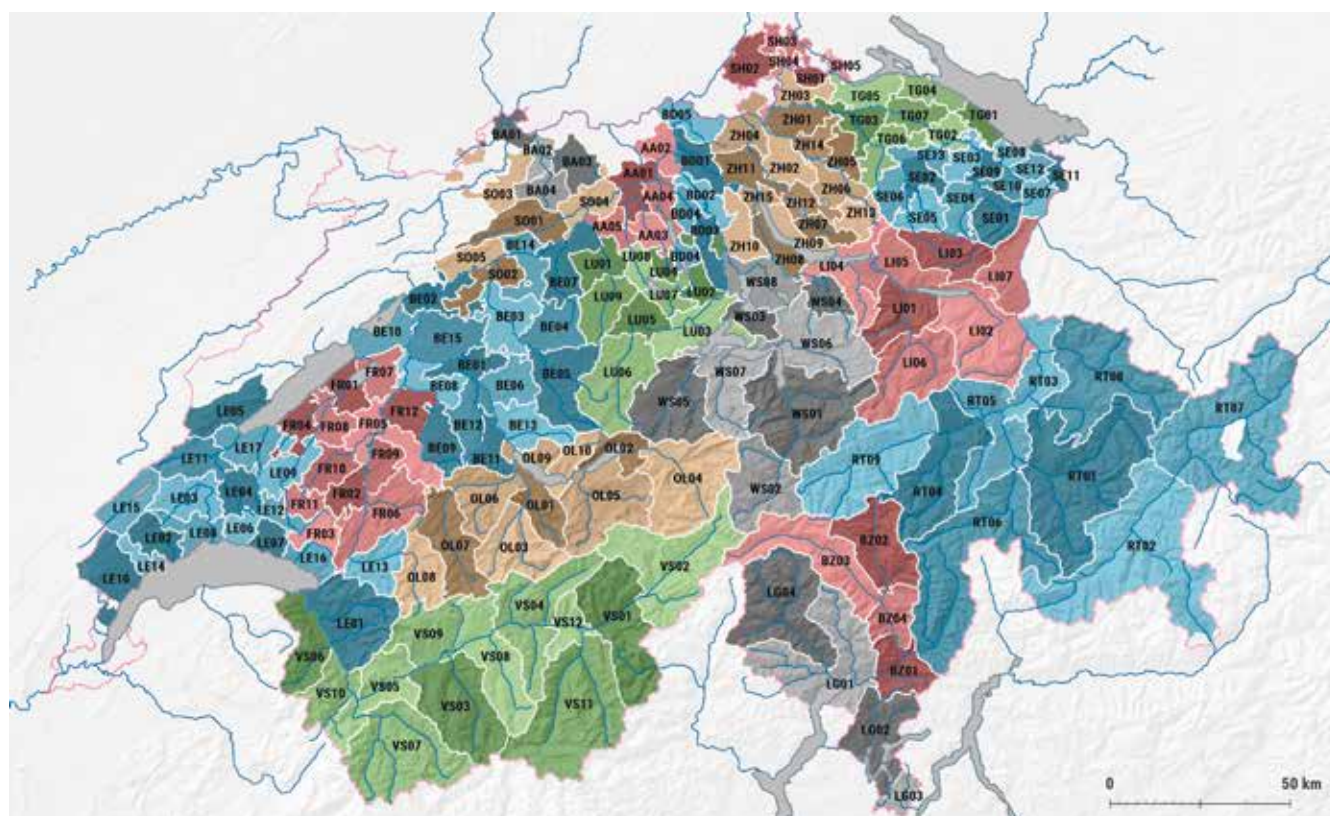 SH03
SH02
SH04
SH05
SH01
ZH03
TG05
TG04
BD05
ZH01
TG03
TG07
TG01
BA01
ZH04
TG06
TG02
BA02
AA02
ZH14
SE13
SE03
SE08
BA03
BD01
ZH11
ZH02
ZH05
SE02
SE09
SE12
SE11
AA01
BA04
SO03
SO04
AA04
BD02
ZH15
ZH12
ZH06
SE06
SE04
SE10
SE07
BD04
ZH07
ZH13
SE05
SE01
SO01
AA05
AA03
BD03
ZH10
ZH09
BE14
SO05
SO02
LU01
LU08
LU04
BD04
ZH08
LI04
LI05
LI03
LI07
BE07
WS08
BE02
LU09
LU07
LU02
WS04
LI01
BE03
BE04
LU05
LU03
WS03
WS06
LI02
BE10
BE15
BE01
LI06
FR07
FR01
BE08
BE06
BE05
LU06
WS07
RT03
RT08
FR12
WS05
WS01
RT05
RT07
LE05
FR04
FR08
FR05
BE12
BE13
LE17
BE09
BE11
OL09
OL10
OL02
LE11
FR09
RT09
LE09
FR10
OL04
RT01
LE15
LE03
LE04
FR02
OL06
OL01
OL05
WS02
RT04
LE12
FR11
FR06
RT06
LE02
LE08
LE06
LE07
FR03
OL07
OL03
BZ02
RT02
LE10
LE14
LE16
LE13
OL08
VS02
BZ03
LG04
VS04
VS01
LE01
VS09
VS12
BZ04
VS06
VS08
VS10
VS05
VS03
VS11
LG01
BZ01
VS07
LG02
LG03
0 50 km